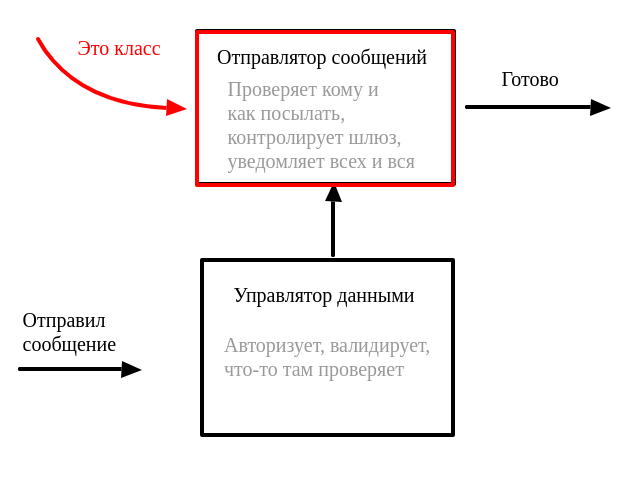 Это класс
Отправлятор сообщений
Проверяет кому и
как посылать,
контролирует шлюз,
уведомляет всех и вся
Готово
Управлятор данными
Авторизует, валидирует,
что-то там проверяет
Отправил
сообщение